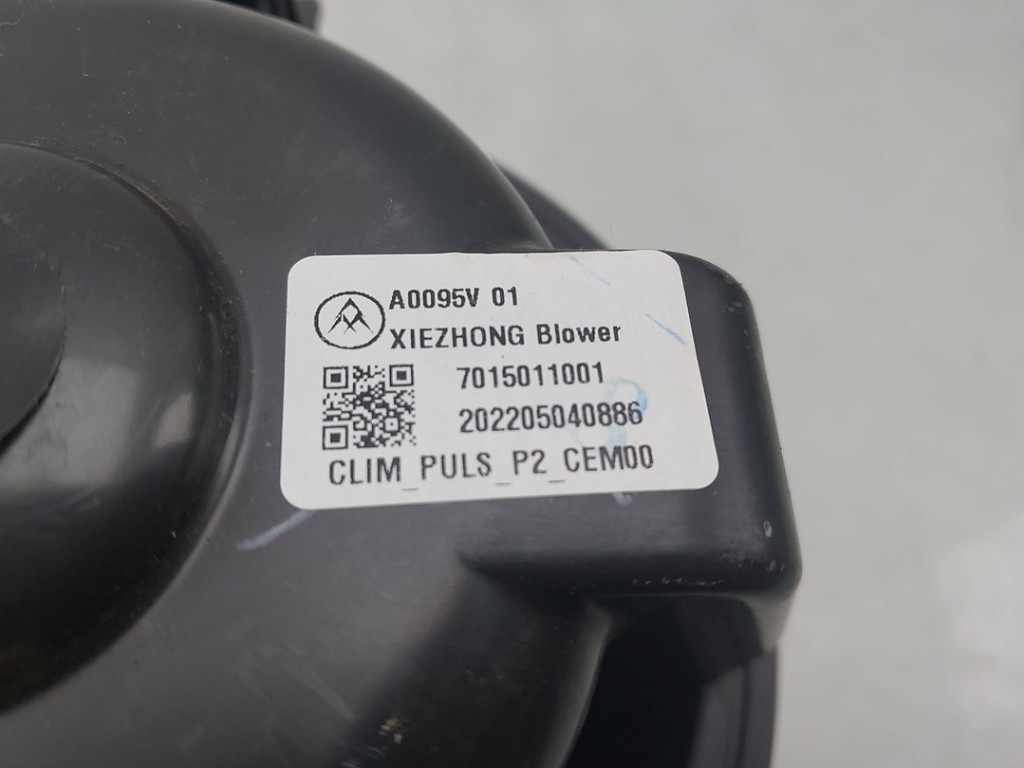 A0095V 01
XIEZHONG Blower
7015011001
202205040886
CLIM_PULS_P2_CEM00